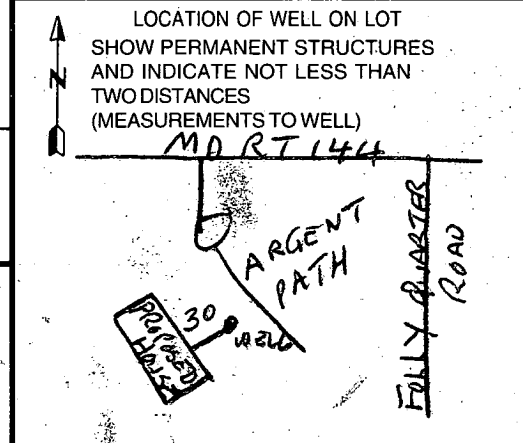 LOCATION OF WELL ON LOT
SHOW PERMANENT STRUCTURES
AND INDICATE NOT LESS THAN
TWO DISTANCES
(MEASUREMENTS TO WELL)
N
MD RT 144
ARGENT
PATH
FOLLY QUARTER
ROAD
30
WELL
PROPOSED
HOUSE